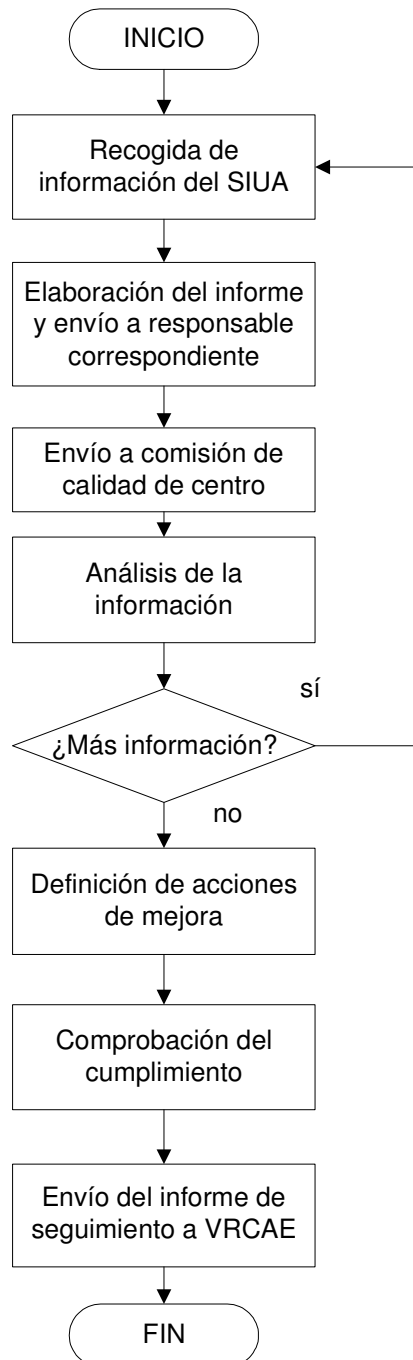 INICIO
Recogida de
información del SIUA
Elaboración del informe
y envío a responsable
correspondiente
Envío a comisión de
calidad de centro
Análisis de la
información
sí
¿Más información?
no
Definición de acciones
de mejora
Comprobación del
cumplimiento
Envío del informe de
seguimiento a VRCAE
FIN